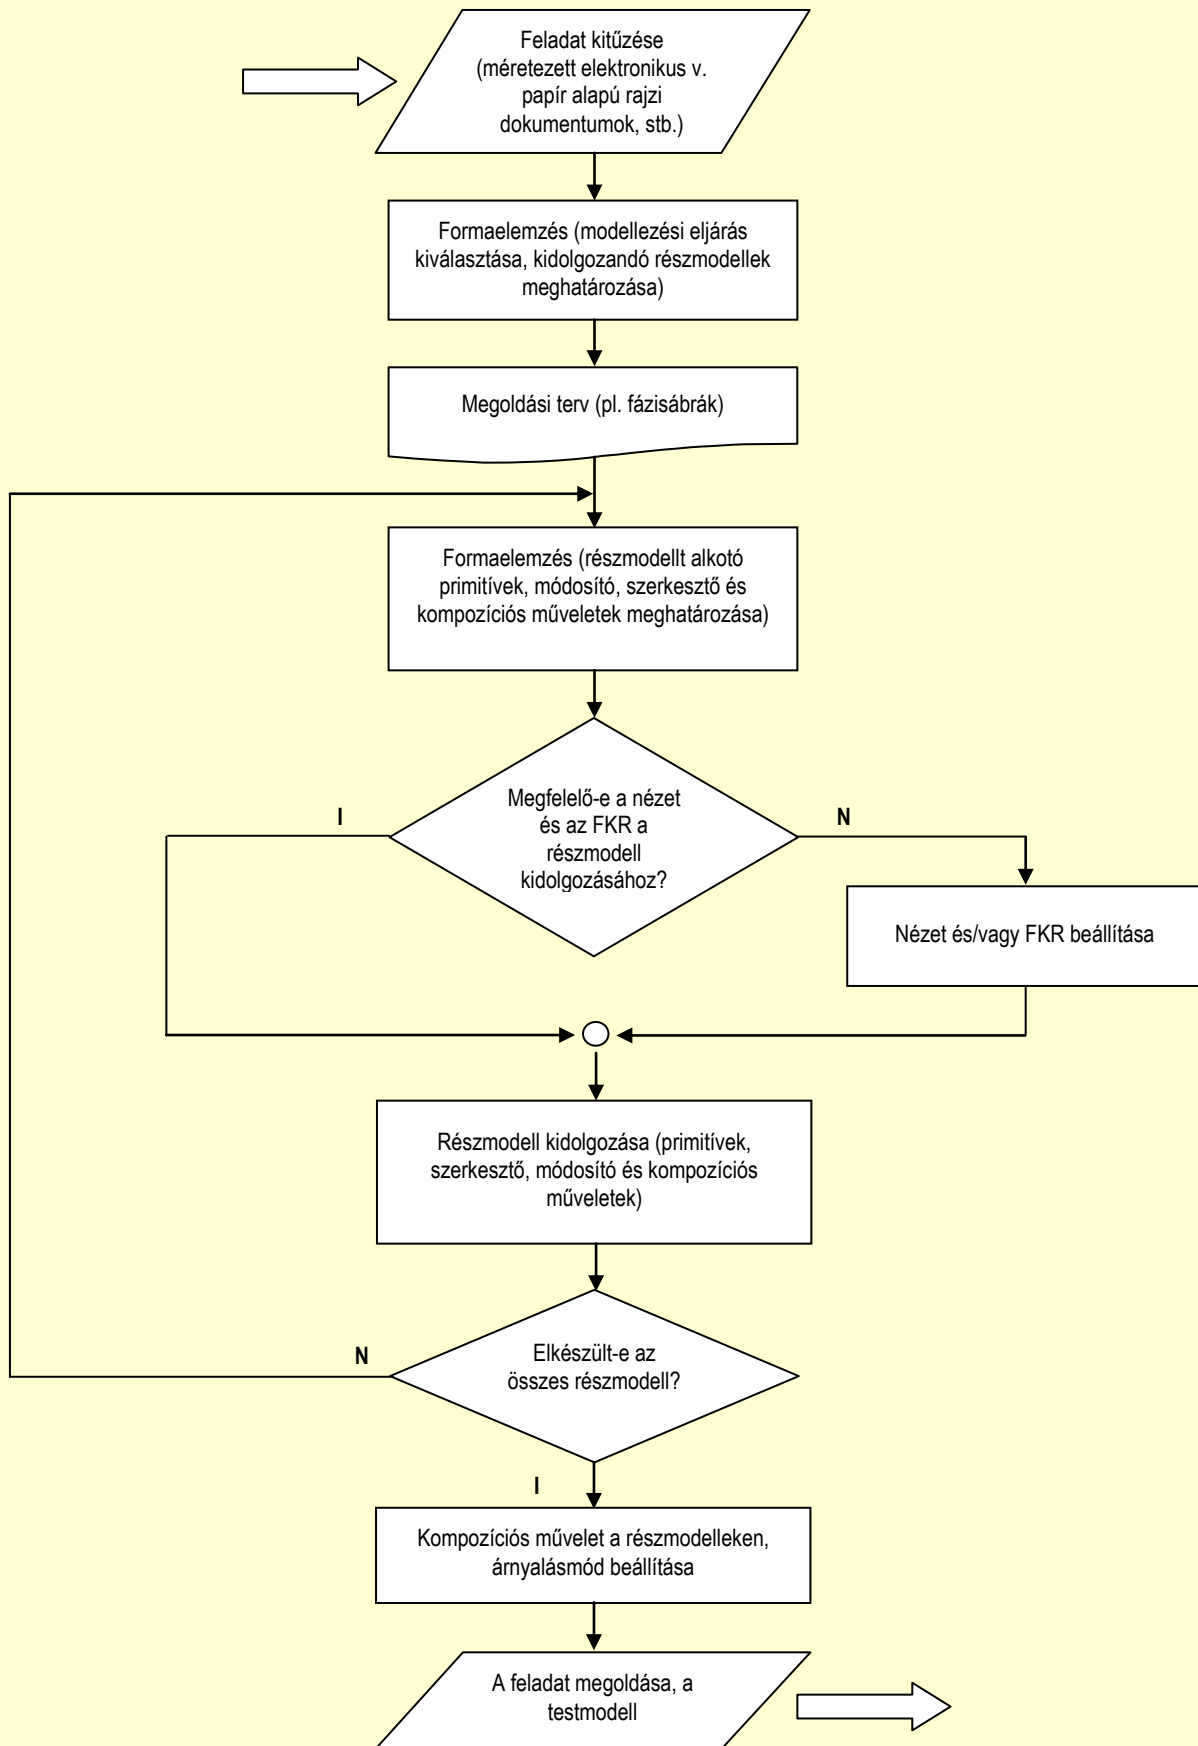 Feladat kitűzése
(méretezett elektronikus v.
papír alapú rajzi
dokumentumok, stb.)
Formaelemzés (modellezési eljárás
kiválasztása, kidolgozandó részmodellek
meghatározása)
Megoldási terv (pl. fázisábrák)
Formaelemzés (részmodellt alkotó
primitívek, módosító, szerkesztő és
kompozíciós műveletek meghatározása)
Megfelelő-e a nézet
és az FKR a
részmodell
kidolgozásához?
I
N
Nézet és/vagy FKR beállítása
Részmodell kidolgozása (primitívek,
szerkesztő, módosító és kompozíciós
műveletek)
Elkészült-e az
összes részmodell?
N
I
Kompozíciós művelet a részmodelleken,
árnyalásmód beállítása
A feladat megoldása, a
testmodell